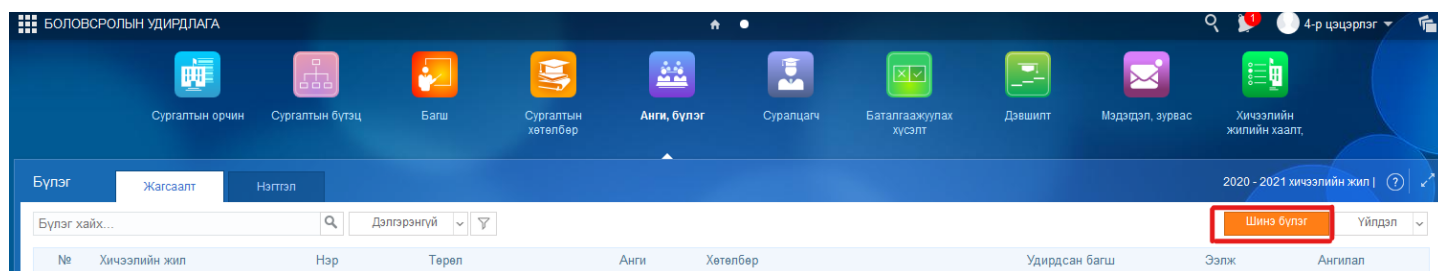 БОЛОВСРОЛЫН УДИРДЛАГА
1
4-р цэцэрлэг
Сургалтын орчин
Сургалтын бүтэц
Багш
Сургалтын
хөтөлбөр
Анги, бүлэг
Суралцагч
Баталгаажуулах
хүсэлт
Дэвшилт
Мэдэгдэл, зурвас
Хичээлийн
жилийн хаалт,
Бүлэг
Жагсаалт
Нэгтгэл
2020 - 2021 хичээлийн жил |
?
Бүлэг хайх...
Дэлгэрэнгүй
Шинэ бүлэг
Үйлдэл
№ Хичээлийн жил Нэр Төрөл Анги Хөтөлбөр Удирдсан багш Ээлж Ангилал